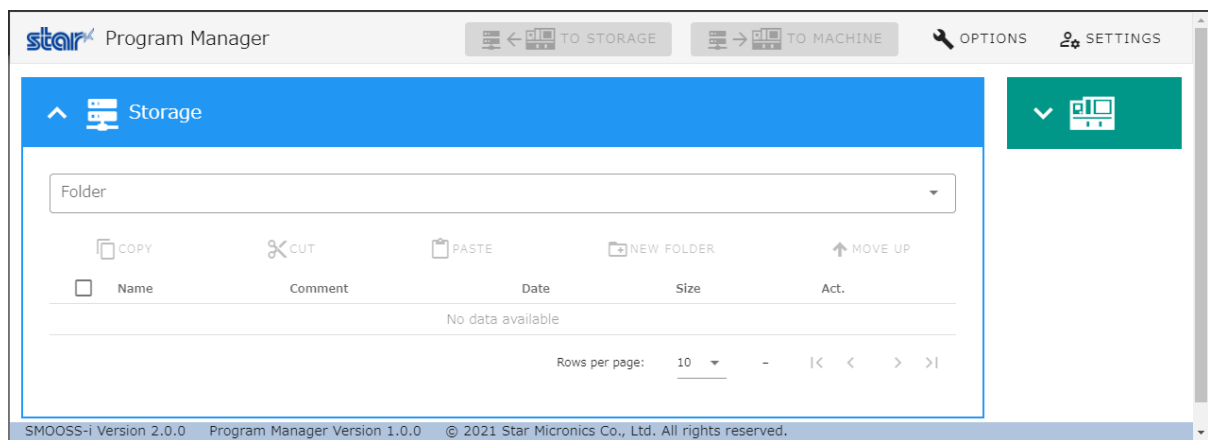 star Program Manager TO STORAGE TO MACHINE OPTIONS SETTINGS
Storage
Folder
COPY CUT PASTE NEW FOLDER MOVE UP
Name Comment Date Size Act.
No data available
Rows per page: 10 –
SMOOSS-i Version 2.0.0 Program Manager Version 1.0.0 © 2021 Star Micronics Co., Ltd. All rights reserved.